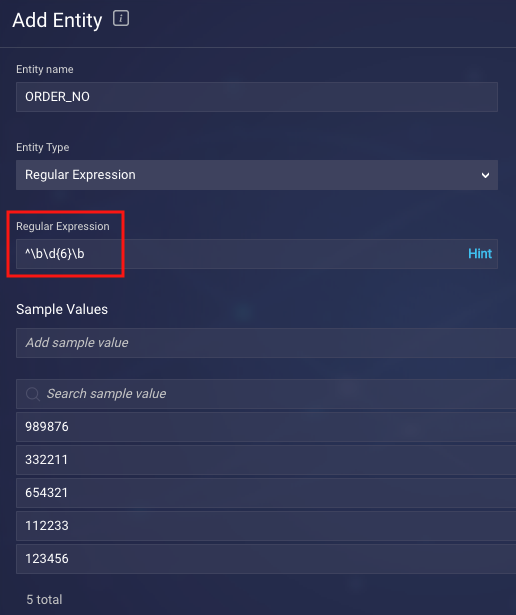 Add Entity i
Entity name
ORDER_NO
Entity Type
Regular Expression
Regular Expression
^\b\d{6}\b Hint
Sample Values
Add sample value
Search sample value
989876
332211
654321
112233
123456
5 total